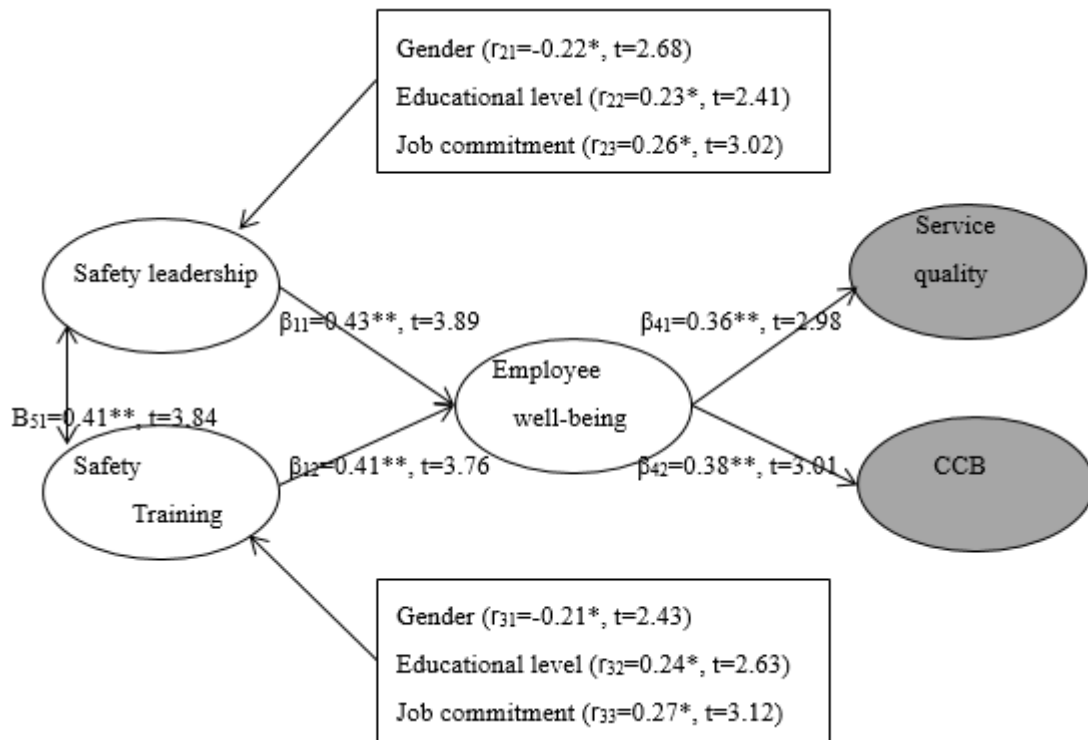 Gender (r21=-0.22*, t=2.68)
Educational level (r22=0.23*, t=2.41)
Job commitment (r23=0.26*, t=3.02)
Service
quality
Safety leadership
β11=0.43**, t=3.89
β41=0.36**, t=2.98
Employee
well-being
B51=0.41**, t=3.84
Safety
Training
β12=0.41**, t=3.76
β42=0.38**, t=3.01
CCB
Gender (r31=-0.21*, t=2.43)
Educational level (r32=0.24*, t=2.63)
Job commitment (r33=0.27*, t=3.12)